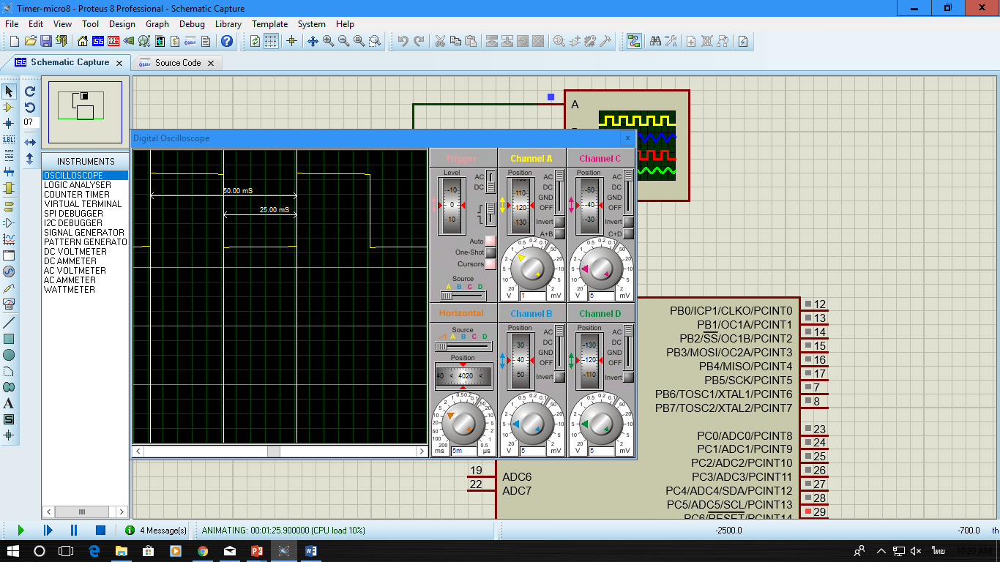 Timer-micro8 - Proteus 8 Professional - Schematic Capture
File Edit View Tool Design Graph Debug Library Template System Help
Schematic Capture
Source Code
0?
LBL
INSTRUMENTS
OSCILLOSCOPE
LOGIC ANALYSER
COUNTER TIMER
VIRTUAL TERMINAL
SPI DEBUGGER
I2C DEBUGGER
SIGNAL GENERATOR
PATTERN GENERATO
DC VOLTMETER
DC AMMETER
AC VOLTMETER
AC AMMETER
WATTMETER
A
Digital Oscilloscope
50.00 mS
25.00 mS
Trigger
Level
-10
0
10
AC
DC
Auto
One-Shot
Cursors
Source
A B C D
Channel A
Position
110
120
130
AC
DC
GND
OFF
Invert
A+B
V 1 mV
Channel C
Position
-50
-40
-30
AC
DC
GND
OFF
Invert
C+D
V 5 mV
Horizontal
Source
A B C D
Position
40 < 4020 <
ms 5m µs
Channel B
Position
30
40
50
AC
DC
GND
OFF
Invert
V 5 mV
Channel D
Position
-130
-120
-110
AC
DC
GND
OFF
Invert
V 5 mV
PB0/ICP1/CLKO/PCINT0 12
PB1/OC1A/PCINT1 13
PB2/SS/OC1B/PCINT2 14
PB3/MOSI/OC2A/PCINT3 15
PB4/MISO/PCINT4 16
PB5/SCK/PCINT5 17
PB6/TOSC1/XTAL1/PCINT6 7
PB7/TOSC2/XTAL2/PCINT7 8
PC0/ADC0/PCINT8 23
PC1/ADC1/PCINT9 24
PC2/ADC2/PCINT10 25
PC3/ADC3/PCINT11 26
PC4/ADC4/SDA/PCINT12 27
PC5/ADC5/SCL/PCINT13 28
PC6/RESET/PCINT14 29
19 ADC6
22 ADC7
4 Message(s)
ANIMATING: 00:01:25.900000 (CPU load 10%)
-2500.0
-700.0
th
ไทย
10:20 AM